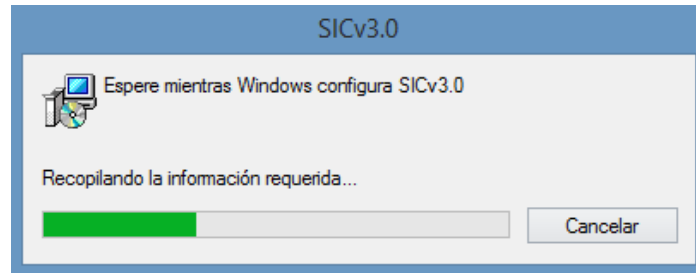 SICv3.0
Espere mientras Windows configura SICv3.0
Recopilando la información requerida...
Cancelar